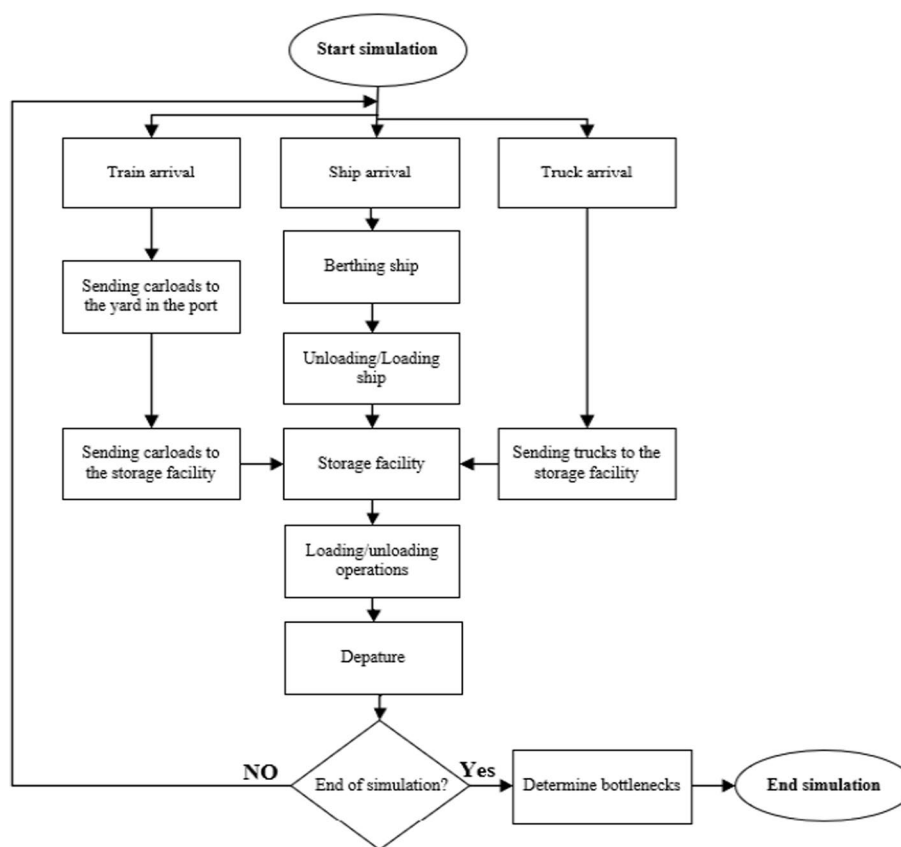 Start simulation
Train arrival
Ship arrival
Truck arrival
Berthing ship
Sending carloads to
the yard in the port
Unloading/Loading
ship
Sending carloads to
the storage facility
Storage facility
Sending trucks to the
storage facility
Loading/unloading
operations
Depature
NO
End of simulation?
Yes
Determine bottlenecks
End simulation